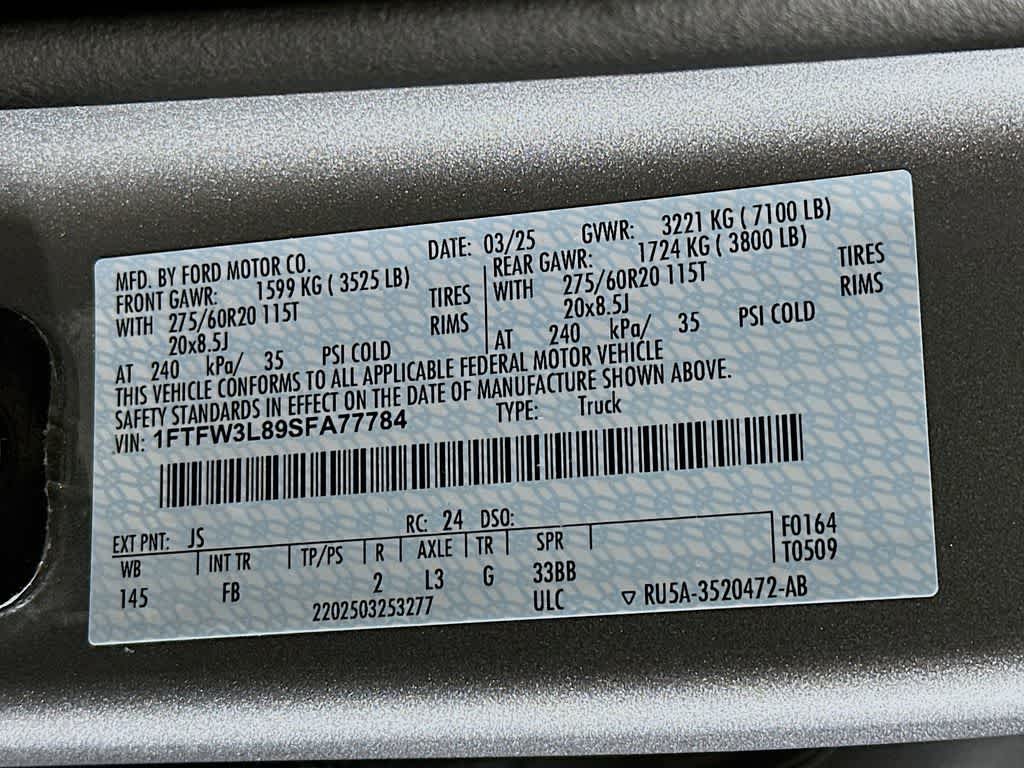 MFD. BY FORD MOTOR CO. DATE: 03/25 GVWR: 3221 KG ( 7100 LB)
FRONT GAWR: 1599 KG ( 3525 LB) REAR GAWR: 1724 KG ( 3800 LB)
WITH 275/60R20 115T TIRES WITH 275/60R20 115T TIRES
20x8.5J RIMS 20x8.5J RIMS
AT 240 kPa/ 35 PSI COLD AT 240 kPa/ 35 PSI COLD
THIS VEHICLE CONFORMS TO ALL APPLICABLE FEDERAL MOTOR VEHICLE
SAFETY STANDARDS IN EFFECT ON THE DATE OF MANUFACTURE SHOWN ABOVE.
VIN: 1FTFW3L89SFA77784 TYPE: Truck
EXT PNT: JS RC: 24 DSO: F0164
WB INT TR TP/PS R AXLE TR SPR T0509
145 FB 2 L3 G 33BB
2202503253277 ULC ▽ RU5A-3520472-AB